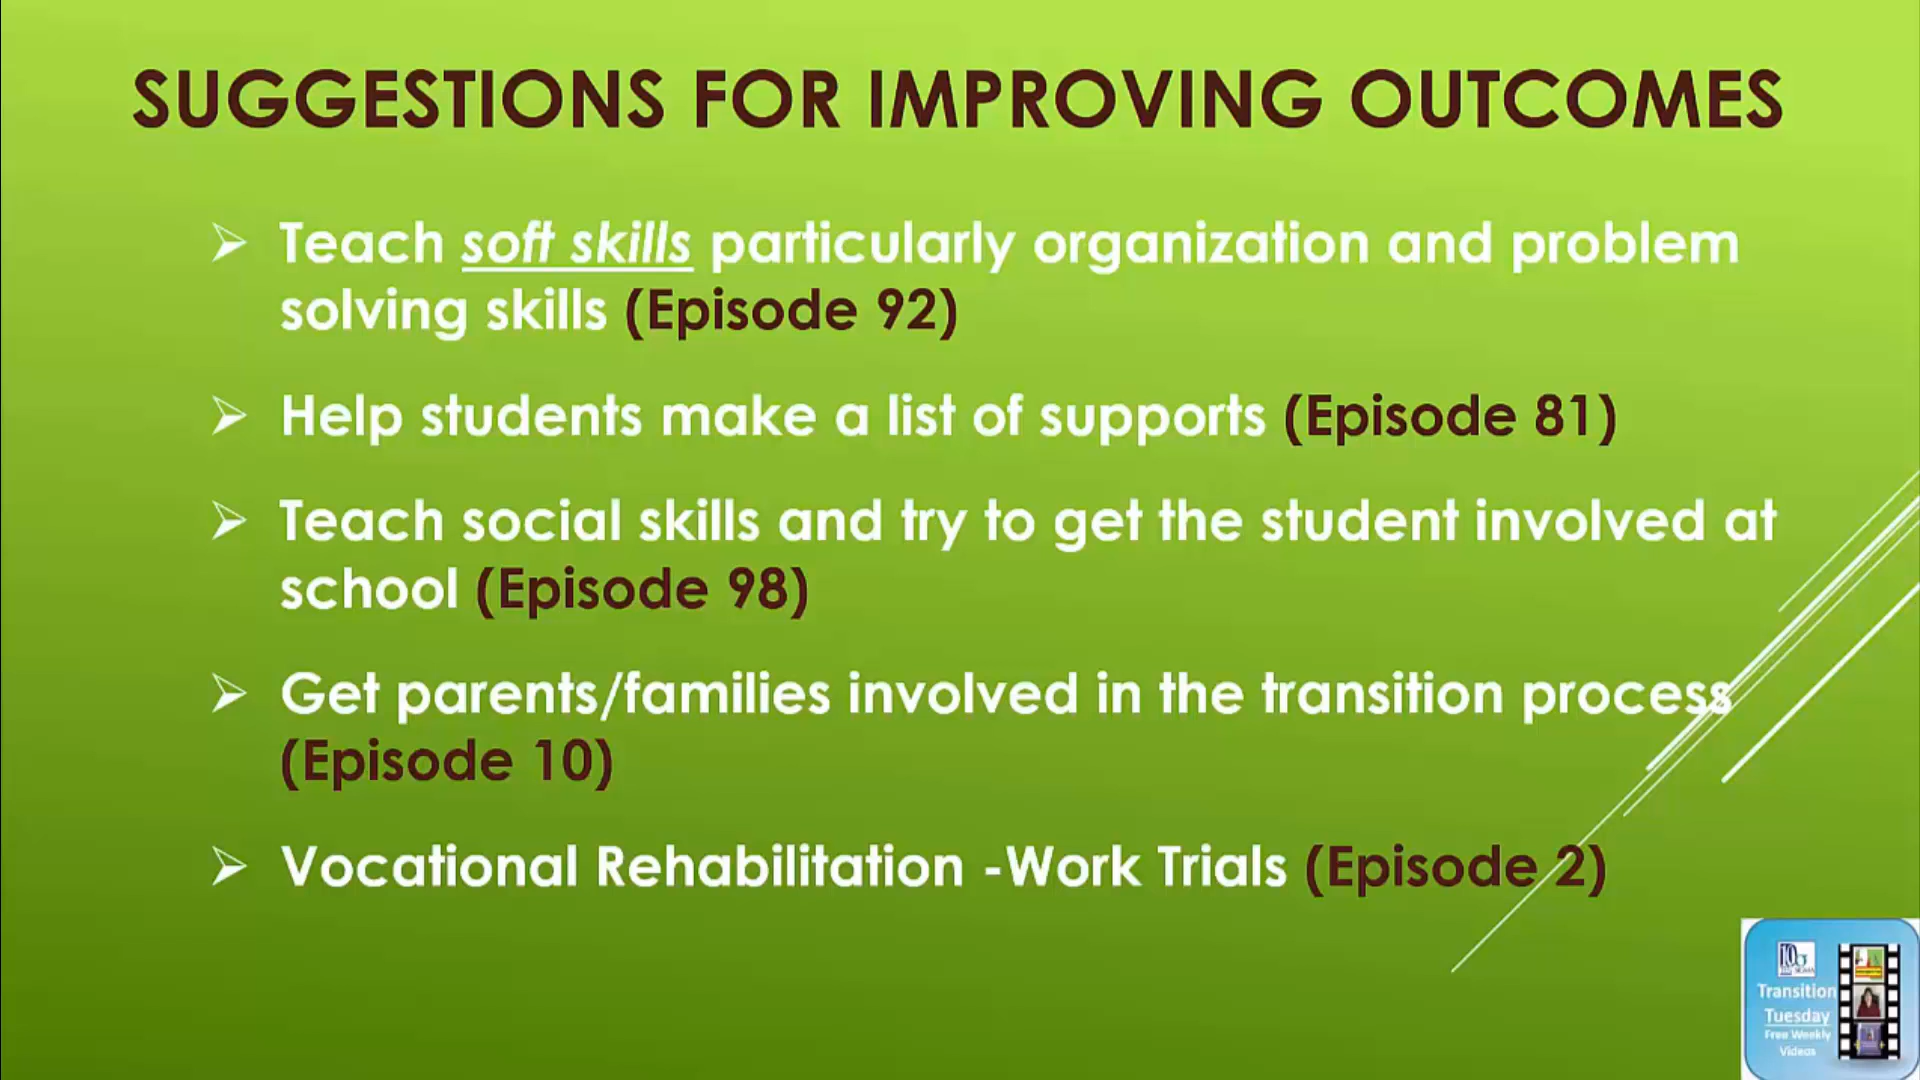 SUGGESTIONS FOR IMPROVING OUTCOMES
Teach soft skills particularly organization and problem
solving skills (Episode 92)
Help students make a list of supports (Episode 81)
Teach social skills and try to get the student involved at
school (Episode 98)
Get parents/families involved in the transition process
(Episode 10)
Vocational Rehabilitation -Work Trials (Episode 2)
Transition
Tuesday
Free Weekly
Videos